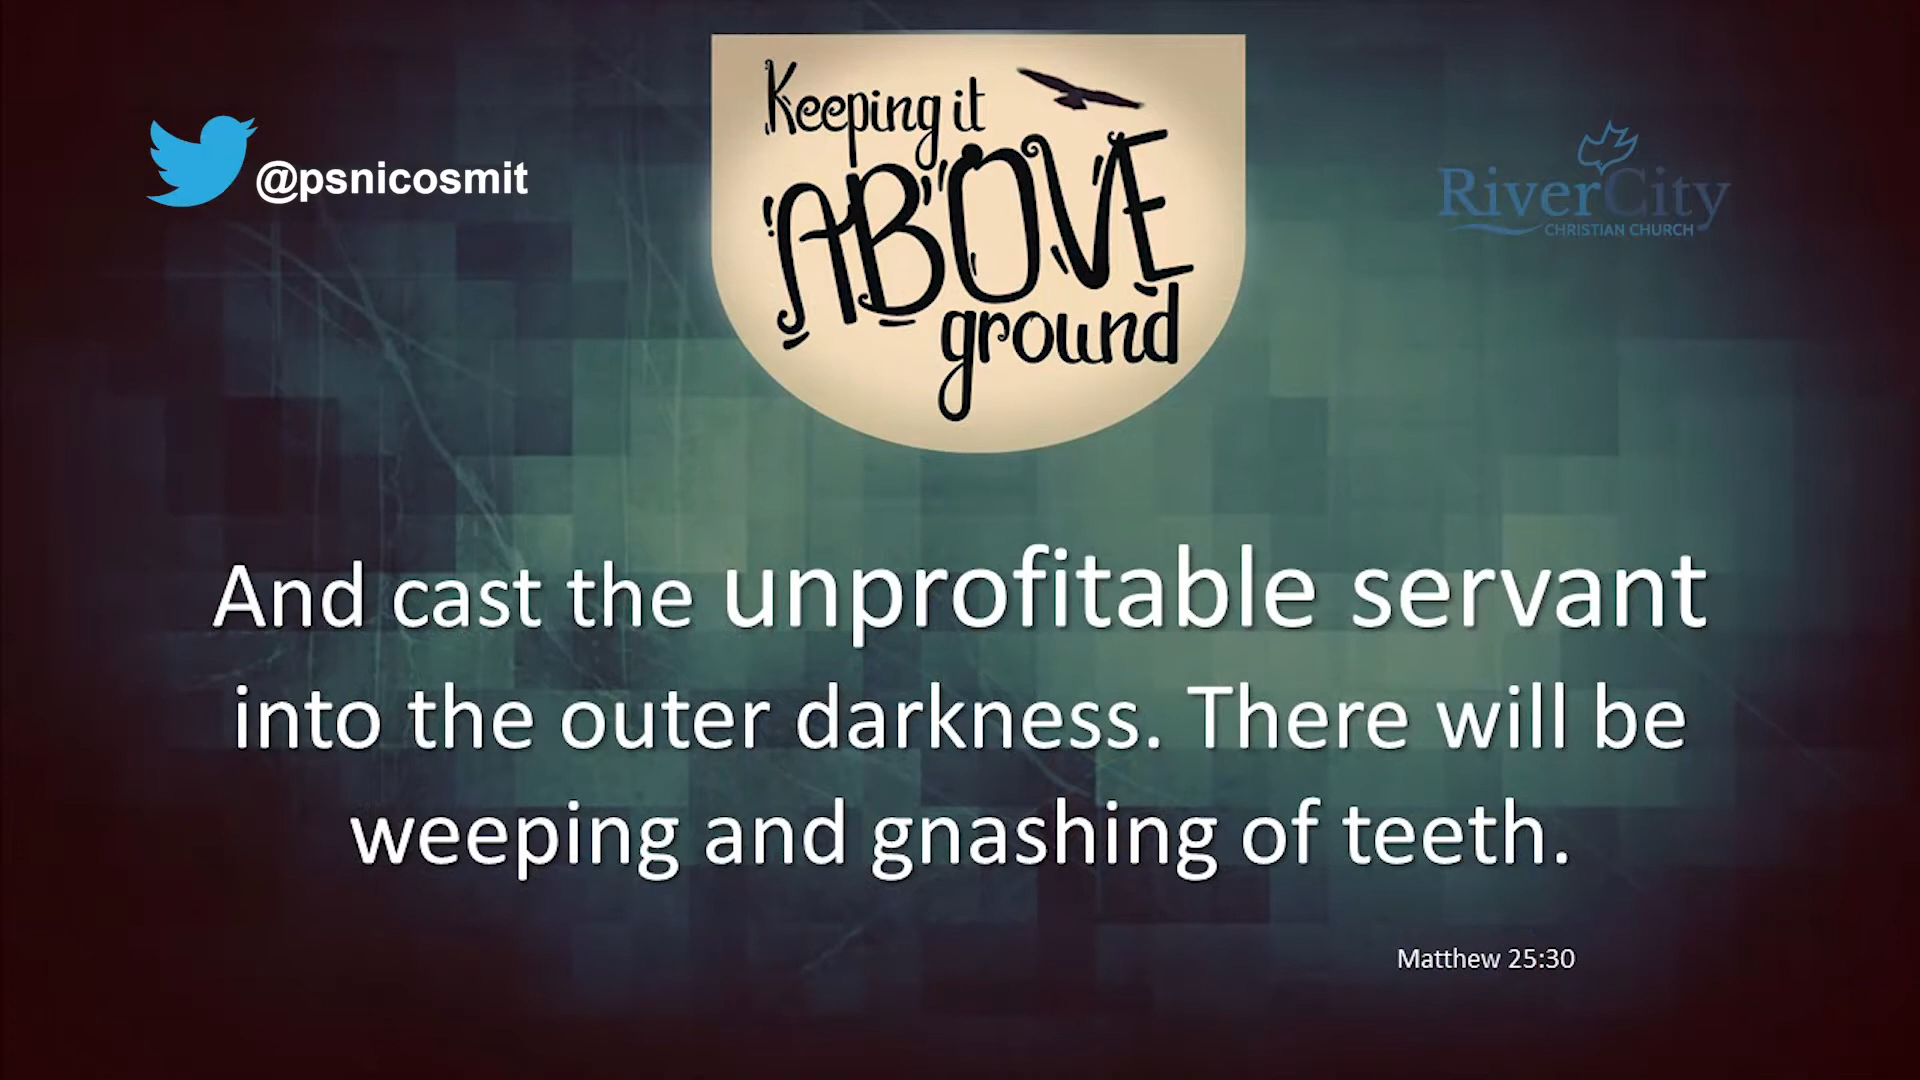 @psnicosmit
Keeping it
ABOVE
ground
RiverCity
CHRISTIAN CHURCH
And cast the unprofitable servant
into the outer darkness. There will be
weeping and gnashing of teeth.
Matthew 25:30